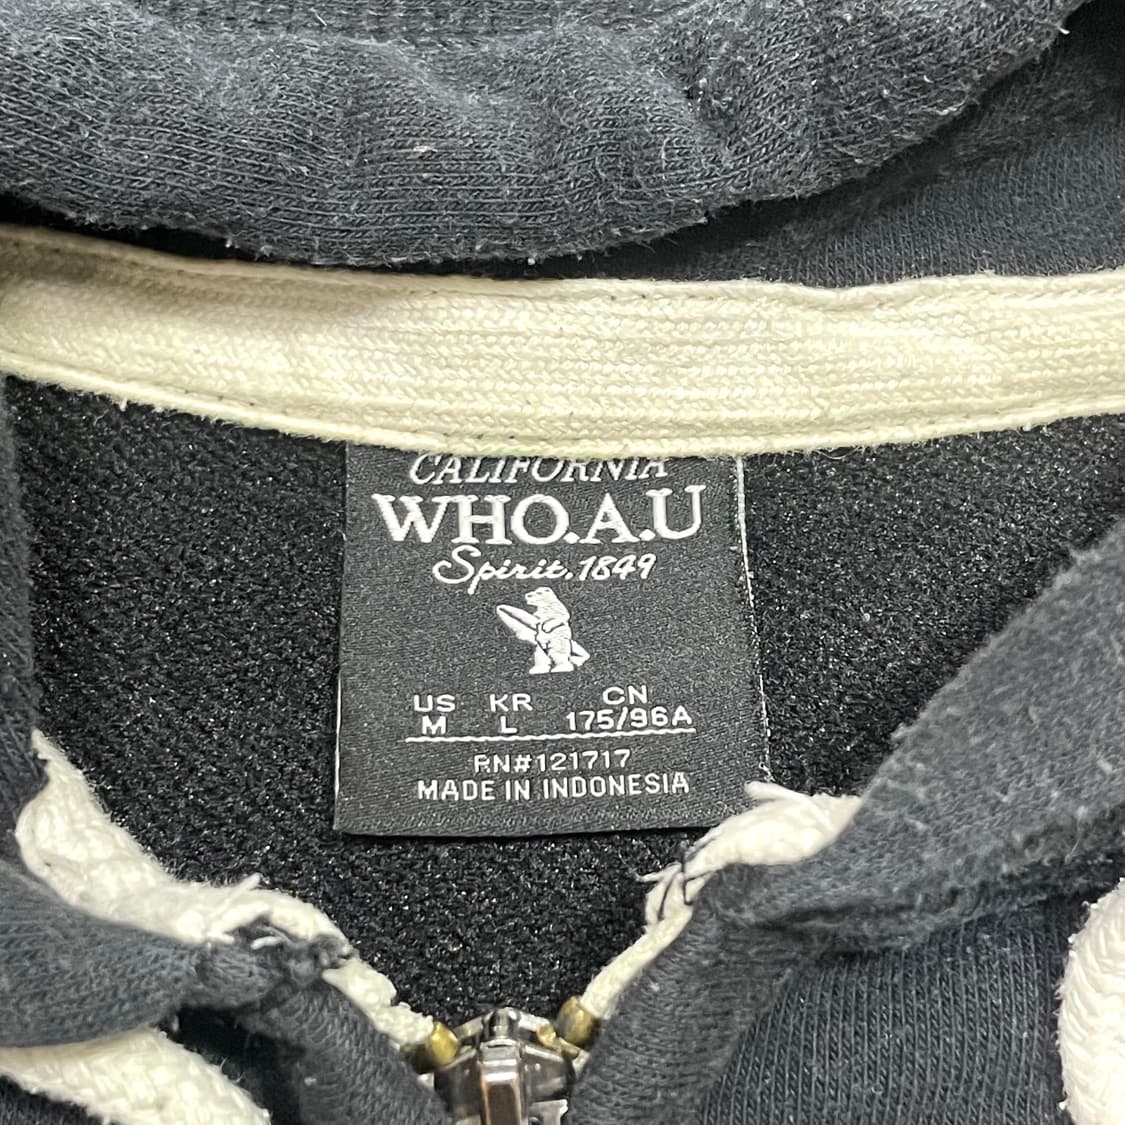 CALIFORNIA
WHO.A.U
Spirit.1849
US KR CN
M L 175/96A
RN#121717
MADE IN INDONESIA